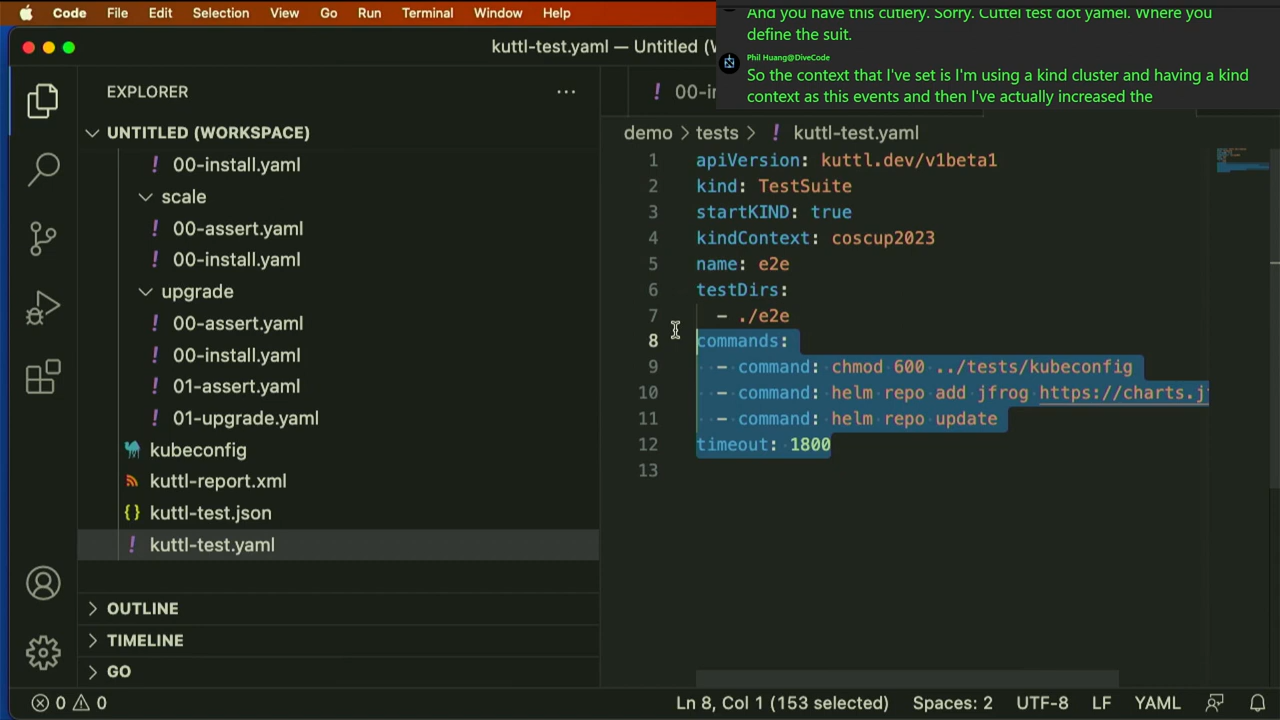 Code File Edit Selection View Go Run Terminal Window Help
And you have this cutlery. Sorry. Cuttel test dot yamel. Where you
define the suit.
Phil Huang@DiveCode
So the context that I've set is I'm using a kind cluster and having a kind
context as this events and then I've actually increased the
kuttl-test.yaml — Untitled (
EXPLORER
UNTITLED (WORKSPACE)
00-install.yaml
scale
00-assert.yaml
00-install.yaml
upgrade
00-assert.yaml
00-install.yaml
01-assert.yaml
01-upgrade.yaml
kubeconfig
kuttl-report.xml
kuttl-test.json
kuttl-test.yaml
OUTLINE
TIMELINE
GO
! 00-i
demo > tests > ! kuttl-test.yaml
1 apiVersion: kuttl.dev/v1beta1
2 kind: TestSuite
3 startKIND: true
4 kindContext: coscup2023
5 name: e2e
6 testDirs:
7 - ./e2e
8 commands:
9 - command: chmod 600 ../tests/kubeconfig
10 - command: helm repo add jfrog https://charts.j
11 - command: helm repo update
12 timeout: 1800
13
0 0
Ln 8, Col 1 (153 selected) Spaces: 2 UTF-8 LF YAML